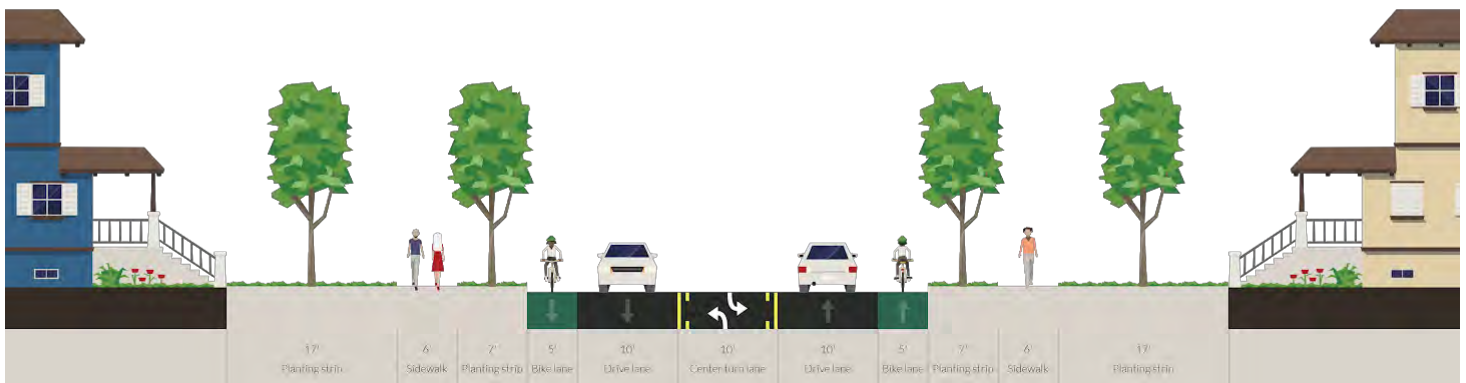 17'
Planting strip
6'
Sidewalk
7'
Planting strip
5'
Bike lane
10'
Drive lane
10'
Center turn lane
10'
Drive lane
5'
Bike lane
7'
Planting strip
6'
Sidewalk
17'
Planting strip